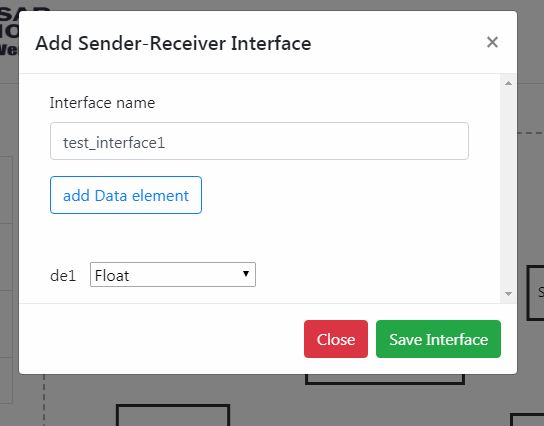 Add Sender-Receiver Interface ×
Interface name
test_interface1
add Data element
de1 Float
Close Save Interface